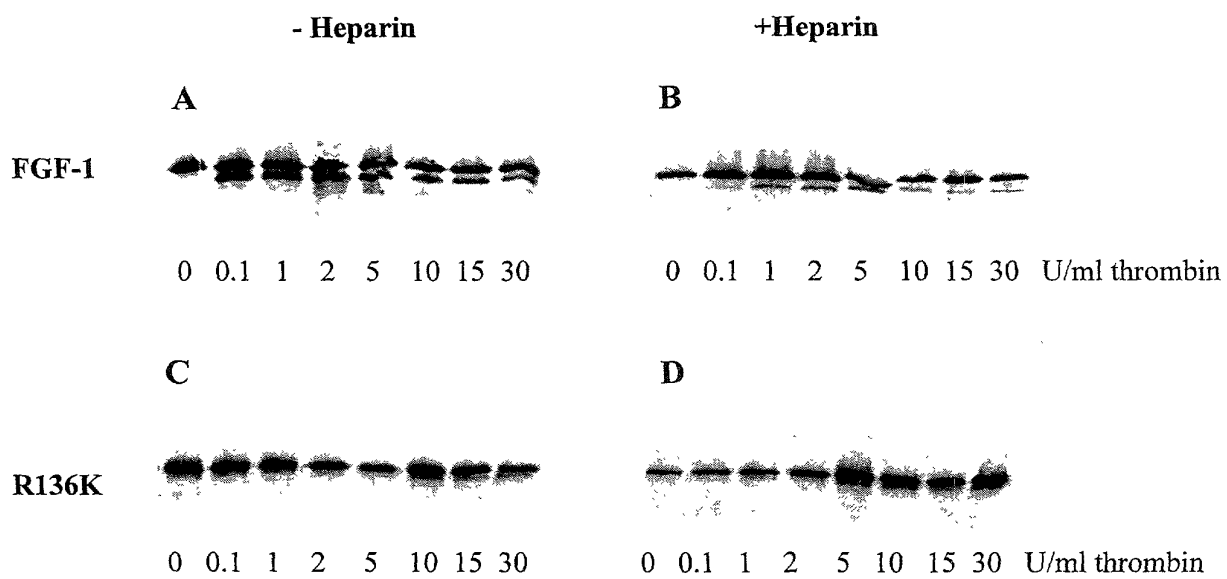 - Heparin +Heparin
A B
FGF-1
0 0.1 1 2 5 10 15 30 0 0.1 1 2 5 10 15 30 U/ml thrombin
C D
R136K
0 0.1 1 2 5 10 15 30 0 0.1 1 2 5 10 15 30 U/ml thrombin